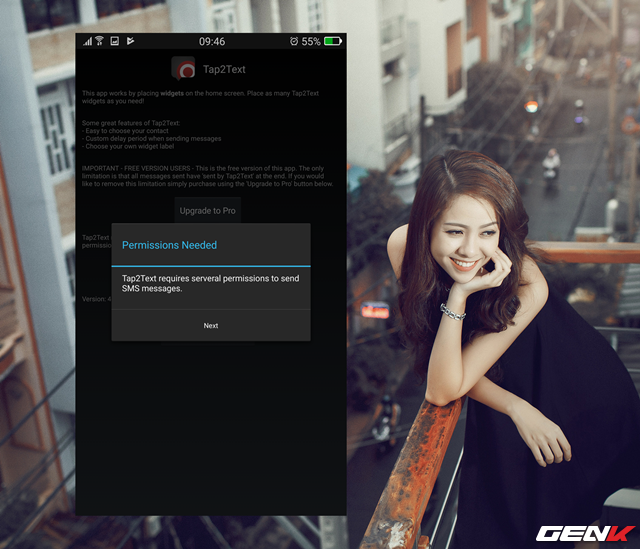 09:46
55%
Tap2Text
This app works by placing widgets on the home screen. Place as many Tap2Text
widgets as you need!
Some great features of Tap2Text:
- Easy to choose your contact
- Custom delay period when sending messages
- Choose your own widget label
IMPORTANT - FREE VERSION USERS - This is the free version of this app. The only
limitation is that all messages sent have 'sent by Tap2Text' at the end. If you would
like to remove this limitation simply purchase using the 'Upgrade to Pro' button below.
Upgrade to Pro
Tap2Text
Permissions Needed
Tap2Text requires serveral permissions to send
SMS messages.
Version: 4
Next
GENK